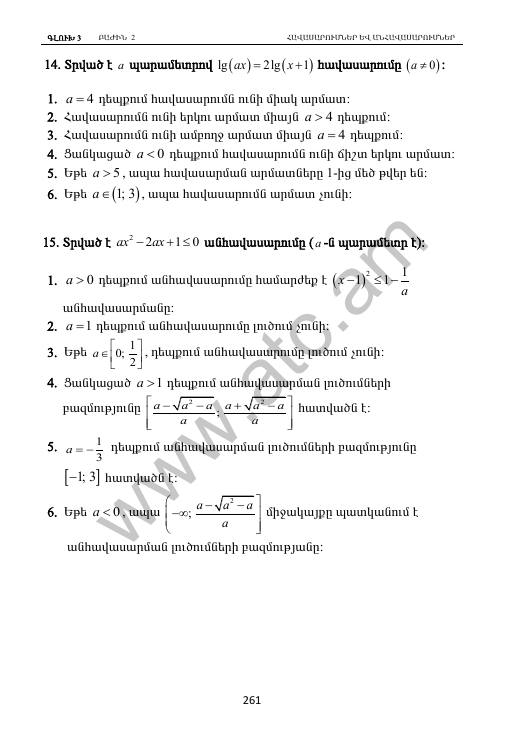 ԳԼՈՒԽ 3 ԲԱԺԻՆ 2 ՀԱՎԱՍԱՐՈՒՄՆԵՐ ԵՎ ԱՆՀԱՎԱՍԱՐՈՒՄՆԵՐ
14. Տրված է a պարամետրով lg(ax) = 2lg(x+1) հավասարումը (a ≠ 0):
1. a = 4 դեպքում հավասարումն ունի միակ արմատ:
2. Հավասարումն ունի երկու արմատ միայն a > 4 դեպքում:
3. Հավասարումն ունի ամբողջ արմատ միայն a = 4 դեպքում:
4. Ցանկացած a < 0 դեպքում հավասարումն ունի ճիշտ երկու արմատ:
5. Եթե a > 5, ապա հավասարման արմատները 1-ից մեծ թվեր են:
6. Եթե a ∈ (1; 3), ապա հավասարումն արմատ չունի:
15. Տրված է ax² − 2ax + 1 ≤ 0 անհավասարումը (a-ն պարամետր է):
1. a > 0 դեպքում անհավասարումը համարժեք է (x − 1)² ≤ 1 − 1/a
անհավասարմանը:
2. a = 1 դեպքում անհավասարումը լուծում չունի:
3. Եթե a ∈ [0; 1/2], դեպքում անհավասարումը լուծում չունի:
4. Ցանկացած a > 1 դեպքում անհավասարման լուծումների
բազմությունը [(a − √(a² − a))/a ; (a + √(a² − a))/a] հատվածն է:
5. a = −1/3 դեպքում անհավասարման լուծումների բազմությունը
[−1; 3] հատվածն է:
6. Եթե a < 0, ապա (−∞; (a − √(a² − a))/a] միջակայքը պատկանում է
անհավասարման լուծումների բազմությանը:
www.atc.am
261